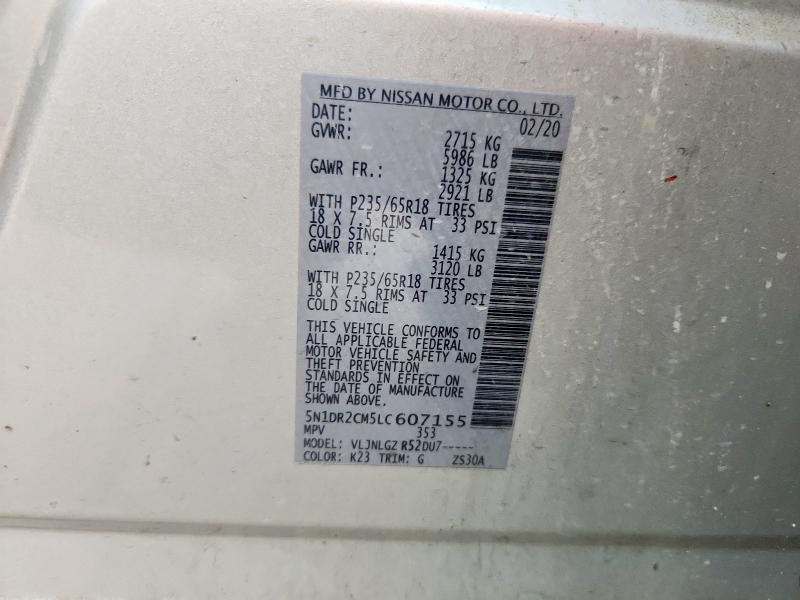 MFD BY NISSAN MOTOR CO., LTD.
DATE: 02/20
GVWR: 2715 KG
5986 LB
GAWR FR.: 1325 KG
2921 LB
WITH P235/65R18 TIRES
18 X 7.5 RIMS AT 33 PSI
COLD SINGLE
GAWR RR.: 1415 KG
3120 LB
WITH P235/65R18 TIRES
18 X 7.5 RIMS AT 33 PSI
COLD SINGLE
THIS VEHICLE CONFORMS TO
ALL APPLICABLE FEDERAL
MOTOR VEHICLE SAFETY AND
THEFT PREVENTION
STANDARDS IN EFFECT ON
THE DATE OF MANUFACTURE
SHOWN ABOVE.
5N1DR2CM5LC607155
MPV 353
MODEL: VLJNLGZ R52DU7-----
COLOR: K23 TRIM: G ZS30A